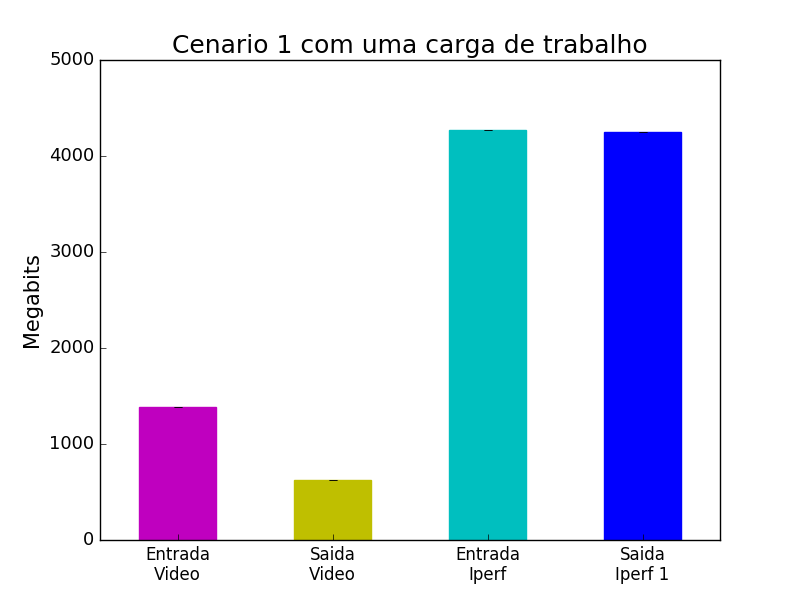 Cenario 1 com uma carga de trabalho
5000
4000
3000
2000
1000
0
Megabits
Entrada
Video
Saida
Video
Entrada
Iperf
Saida
Iperf 1